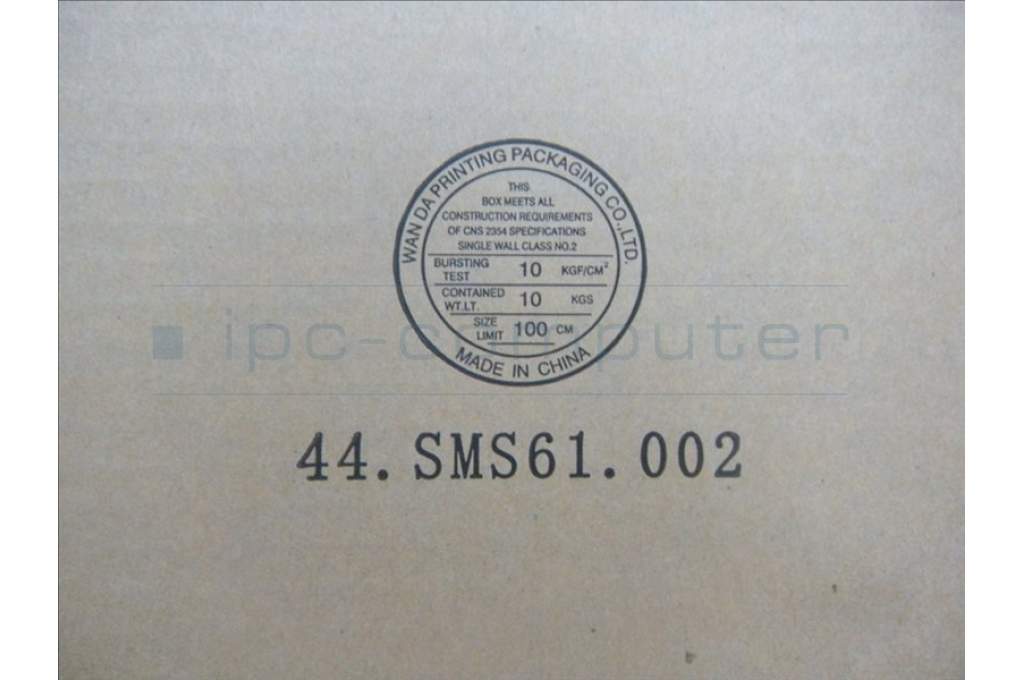 WAN DA PRINTING PACKAGING CO.,LTD.
THIS
BOX MEETS ALL
CONSTRUCTION REQUIREMENTS
OF CNS 2354 SPECIFICATIONS
SINGLE WALL CLASS NO.2
BURSTING TEST 10 KGF/CM²
CONTAINED WT.LT. 10 KGS
SIZE LIMIT 100 CM
MADE IN CHINA
ipc-computer
44.SMS61.002